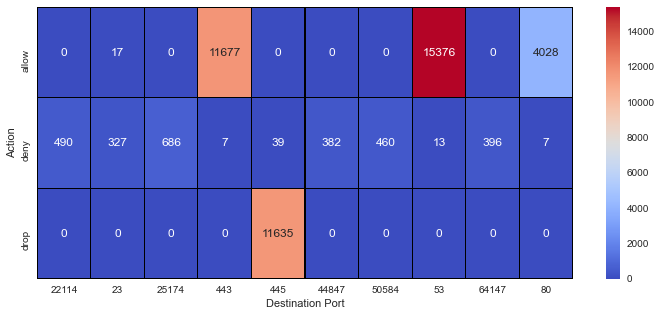 allow 0 17 0 11677 0 0 0 15376 0 4028
deny 490 327 686 7 39 382 460 13 396 7
drop 0 0 0 0 11635 0 0 0 0 0
Action
22114 23 25174 443 445 44847 50584 53 64147 80
Destination Port
14000
12000
10000
8000
6000
4000
2000
0